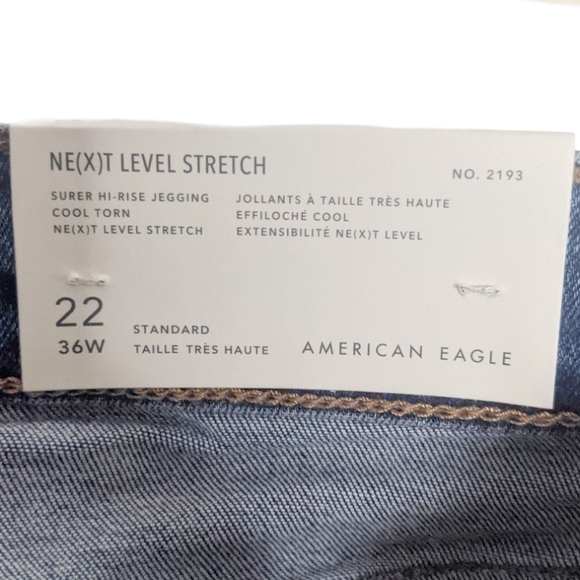 NE(X)T LEVEL STRETCH
NO. 2193
SURER HI-RISE JEGGING
COOL TORN
NE(X)T LEVEL STRETCH
JOLLANTS À TAILLE TRÈS HAUTE
EFFILOCHÉ COOL
EXTENSIBILITÉ NE(X)T LEVEL
22
36W
STANDARD
TAILLE TRÈS HAUTE
AMERICAN EAGLE